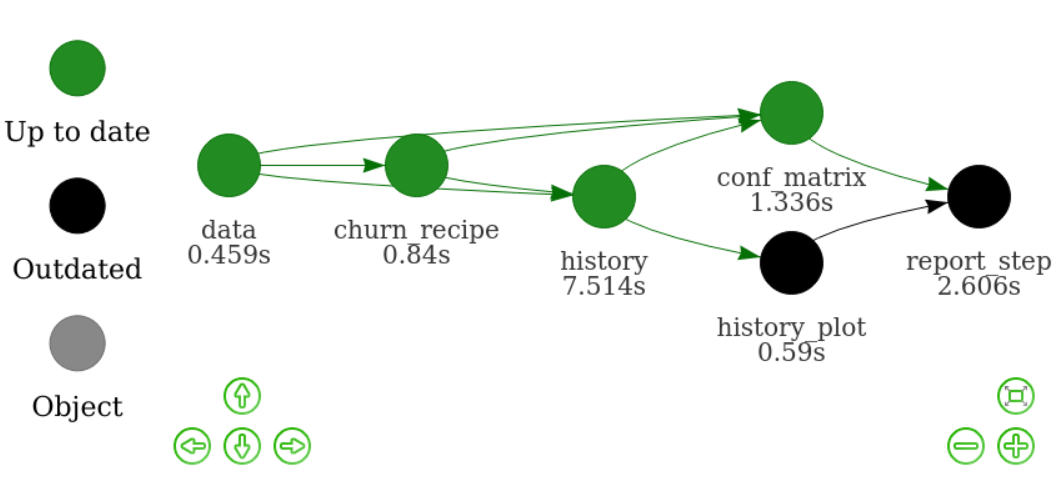 Up to date
Outdated
Object
data
0.459s
churn_recipe
0.84s
history
7.514s
conf_matrix
1.336s
history_plot
0.59s
report_step
2.606s